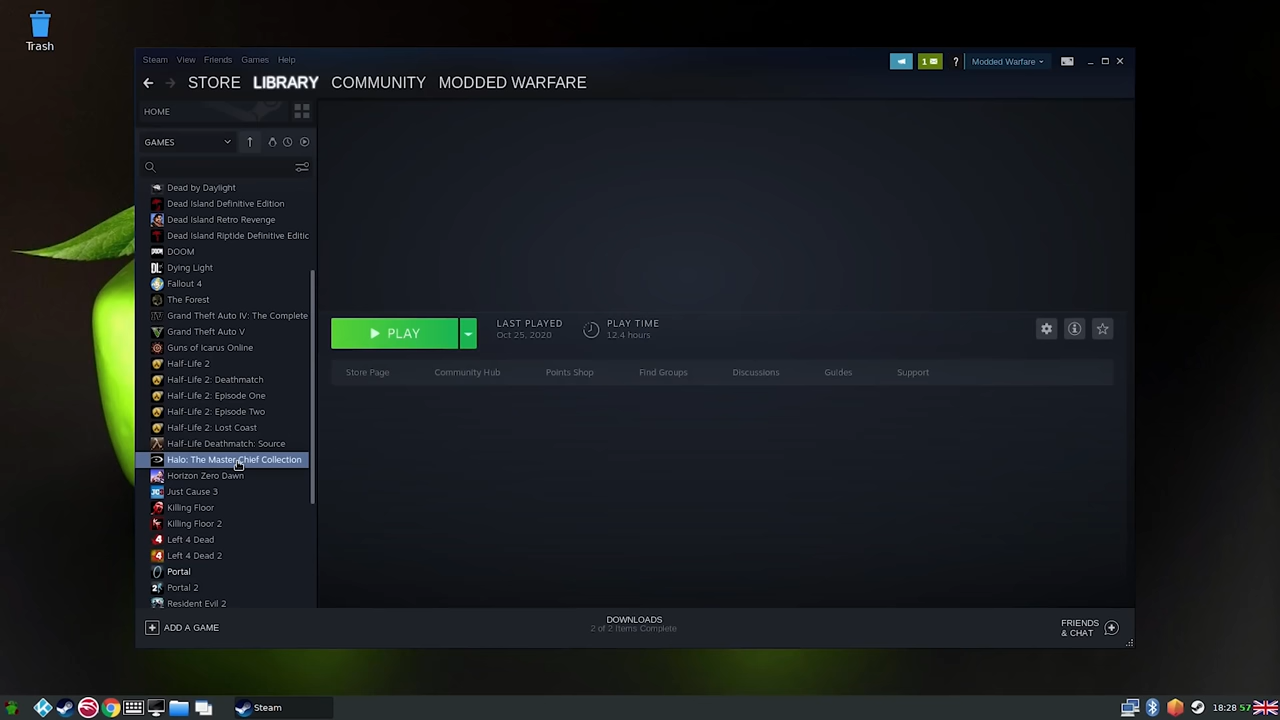 Trash
Steam View Friends Games Help
1
? Modded Warfare
STORE LIBRARY COMMUNITY MODDED WARFARE
HOME
GAMES
Dead by Daylight
Dead Island Definitive Edition
Dead Island Retro Revenge
Dead Island Riptide Definitive Editic
DOOM
Dying Light
Fallout 4
The Forest
Grand Theft Auto IV: The Complete
Grand Theft Auto V
Guns of Icarus Online
Half-Life 2
Half-Life 2: Deathmatch
Half-Life 2: Episode One
Half-Life 2: Episode Two
Half-Life 2: Lost Coast
Half-Life Deathmatch: Source
Halo: The Master Chief Collection
Horizon Zero Dawn
Just Cause 3
Killing Floor
Killing Floor 2
Left 4 Dead
Left 4 Dead 2
Portal
Portal 2
Resident Evil 2
PLAY
LAST PLAYED
Oct 25, 2020
PLAY TIME
12.4 hours
Store Page Community Hub Points Shop Find Groups Discussions Guides Support
ADD A GAME
DOWNLOADS
2 of 2 Items Complete
FRIENDS
& CHAT
Steam
18:28 57